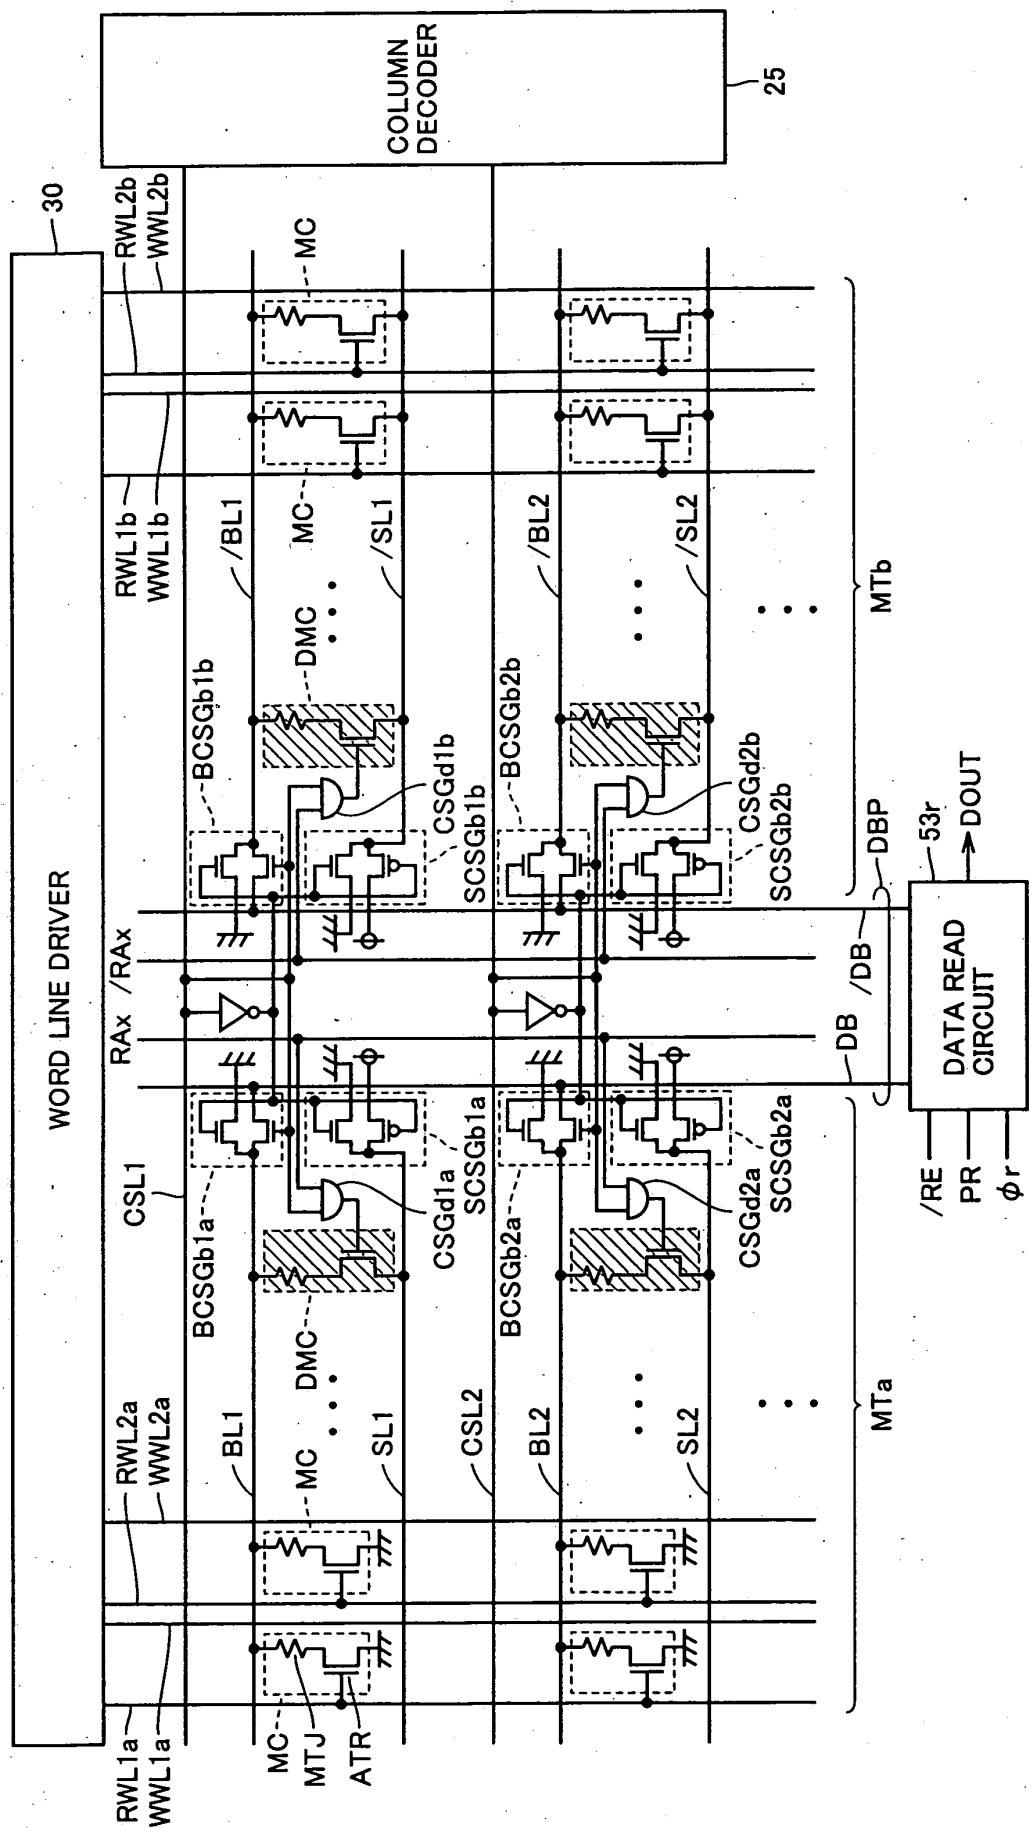 WORD LINE DRIVER
30
COLUMN
DECODER
25
RWL1a
WWL1a
RWL2a
WWL2a
RAx
/RAx
RWL1b
WWL1b
RWL2b
WWL2b
CSL1
BCSGb1a
BCSGb1b
BL1
/BL1
MC
MTJ
ATR
MC
DMC
DMC
MC
MC
SL1
CSGd1a
SCSGb1a
CSGd1b
SCSGb1b
/SL1
CSL2
BCSGb2a
BCSGb2b
BL2
/BL2
SL2
CSGd2a
SCSGb2a
CSGd2b
SCSGb2b
/SL2
MTa
DB
/DB
DBP
MTb
/RE
PR
φr
DATA READ
CIRCUIT
53r
DOUT